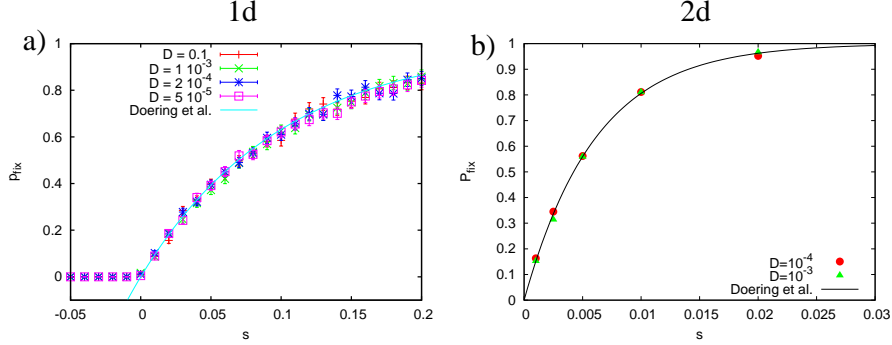 1d
2d
a)
b)
D = 0.1
D = 1 10-3
D = 2 10-4
D = 5 10-5
Doering et al.
1
0.8
0.6
0.4
0.2
0
pfix
-0.05
0
0.05
0.1
0.15
0.2
s
1
0.9
0.8
0.7
0.6
0.5
0.4
0.3
0.2
0.1
0
Pfix
D=10-4
D=10-3
Doering et al.
0
0.005
0.010
0.015
0.02
0.025
0.03
s